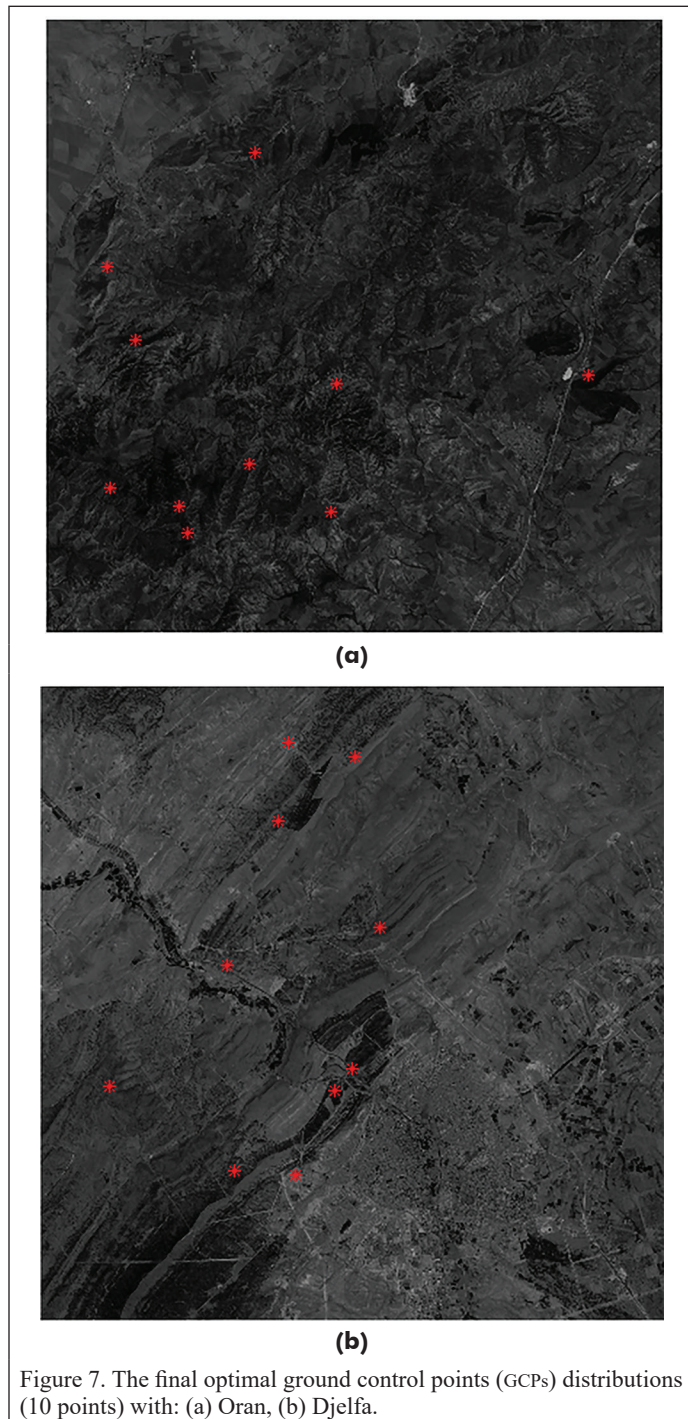 (a)
(b)
Figure 7. The final optimal ground control points (GCPs) distributions
(10 points) with: (a) Oran, (b) Djelfa.